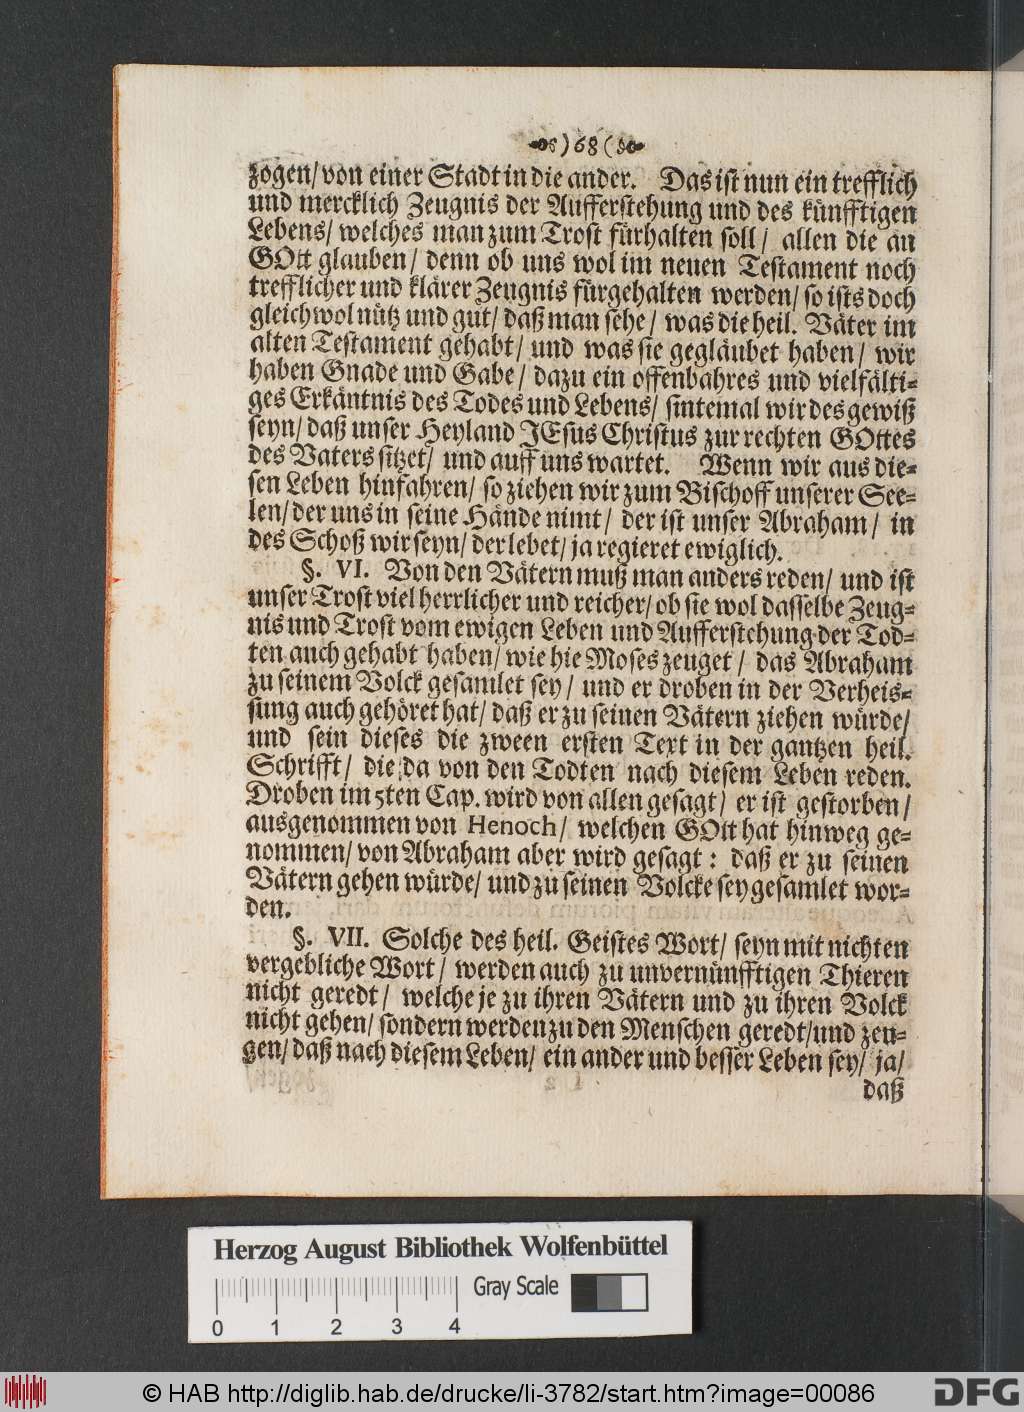 )68(
zogen/ von einer Stadt in die ander. Das ist nun ein trefflich
und mercklich Zeugnis der Aufferstehung und des künfftigen
Lebens/ welches man zum Trost fürhalten soll/ allen die an
GOtt glauben/ denn ob uns wol im neuen Testament noch
trefflicher und klärer Zeugnis fürgehalten werden/ so ists doch
gleichwol nütz und gut/ daß man sehe/ was die heil. Väter im
alten Testament gehabt/ und was sie gegläubet haben/ wir
haben Gnade und Gabe/ dazu ein offenbahres und vielfälti-
ges Erkäntnis des Todes und Lebens/ sintemal wir des gewiß
seyn/ daß unser Heyland JEsus Christus zur rechten GOttes
des Vaters sitzet/ und auff uns wartet. Wenn wir aus die-
sen Leben hinfahren/ so ziehen wir zum Bischoff unserer See-
len/ der uns in seine Hände nimt/ der ist unser Abraham/ in
des Schoß wir seyn/ der lebet/ ja regieret ewiglich.
§. VI. Von den Vätern muß man anders reden/ und ist
unser Trost viel herrlicher und reicher/ ob sie wol dasselbe Zeug-
nis und Trost vom ewigen Leben und Aufferstehung der Tod-
ten auch gehabt haben/ wie hie Moses zeuget/ das Abraham
zu seinem Volck gesamlet sey/ und er droben in der Verheis-
sung auch gehöret hat/ daß er zu seinen Vätern ziehen würde/
und sein dieses die zween ersten Text in der gantzen heil.
Schrifft/ die da von den Todten nach diesem Leben reden.
Droben im 5ten Cap. wird von allen gesagt/ er ist gestorben/
ausgenommen von Henoch/ welchen GOtt hat hinweg ge-
nommen/ von Abraham aber wird gesagt: daß er zu seinen
Vätern gehen würde/ und zu seinen Volcke sey gesamlet wor-
den.
§. VII. Solche des heil. Geistes Wort/ seyn mit nichten
vergebliche Wort/ werden auch zu unvernünfftigen Thieren
nicht geredt/ welche je zu ihren Vätern und zu ihren Volck
nicht gehen/ sondern werden zu den Menschen geredt/ und zeu-
gen/ daß nach diesem Leben/ ein ander und besser Leben sey/ ja/
daß
Herzog August Bibliothek Wolfenbüttel
Gray Scale
0 1 2 3 4
© HAB http://diglib.hab.de/drucke/li-3782/start.htm?image=00086
DFG